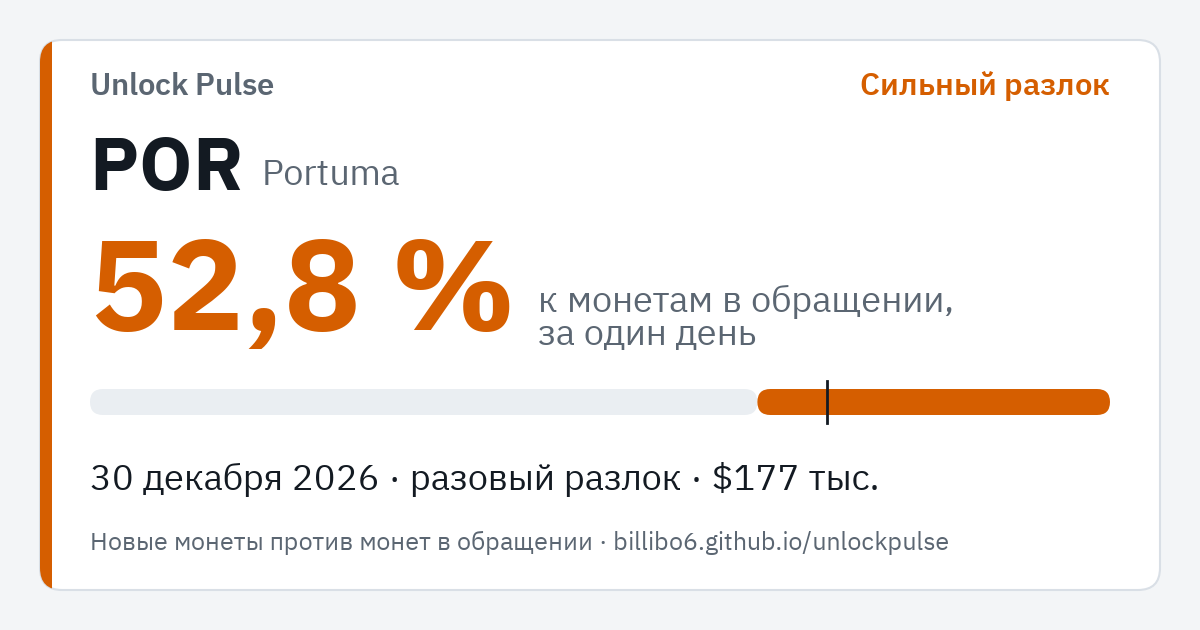 Unlock Pulse
Сильный разлок
POR Portuma
52,8 % к монетам в обращении,
за один день
30 декабря 2026 · разовый разлок · $177 тыс.
Новые монеты против монет в обращении · billibo6.github.io/unlockpulse